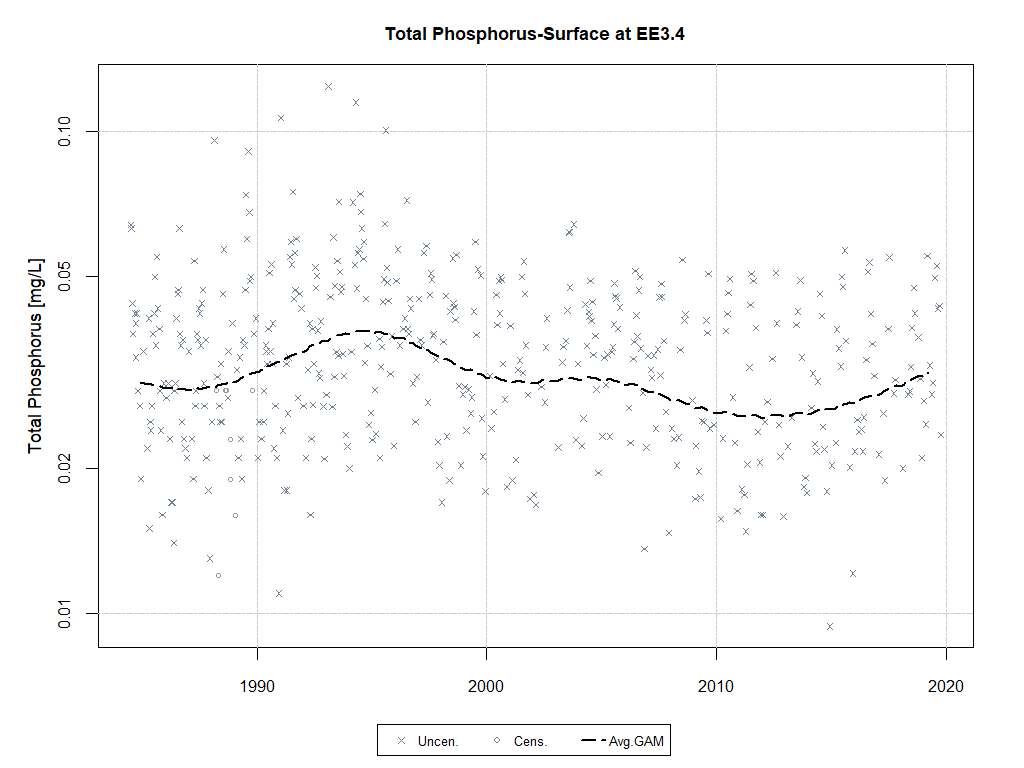 Total Phosphorus-Surface at EE3.4
Total Phosphorus [mg/L]
0.10
0.05
0.02
0.01
1990 2000 2010 2020
Uncen. Cens. Avg.GAM